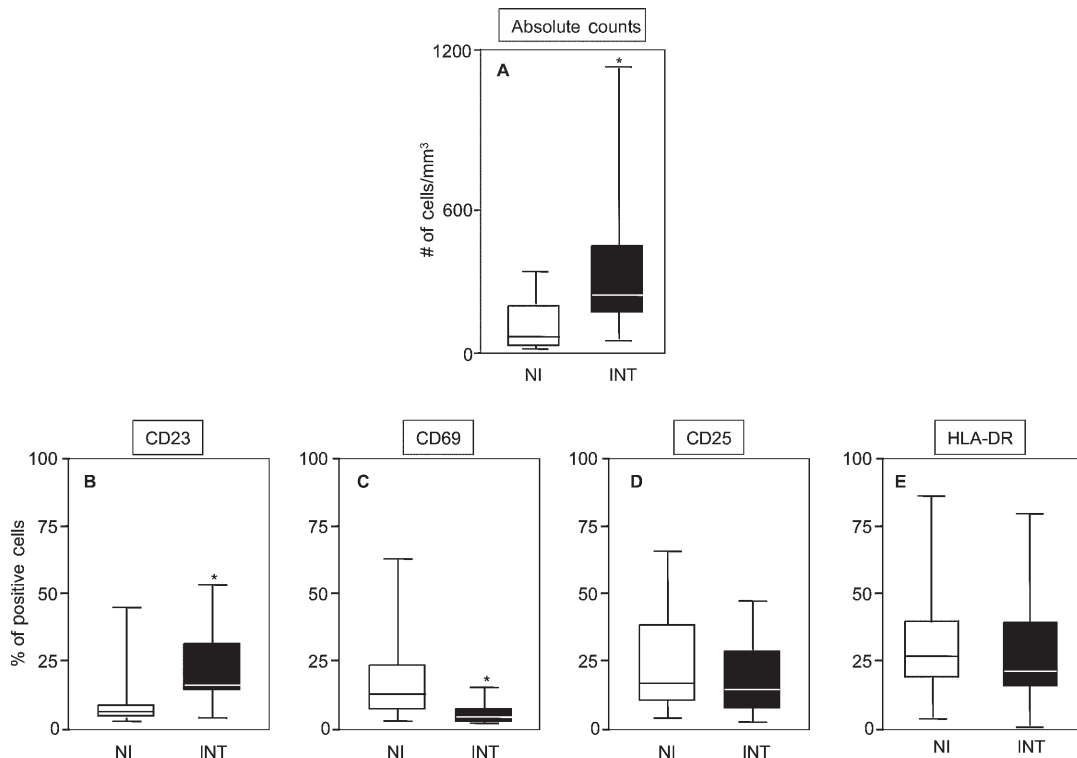 Absolute counts
1200
A
*
# of cells/mm³
600
0
NI INT
CD23 CD69 CD25 HLA-DR
100 100 100 100
B C D E
% of positive cells
75 75 75 75
*
50 50 50 50
25 25 25 25
*
0 0 0 0
NI INT NI INT NI INT NI INT